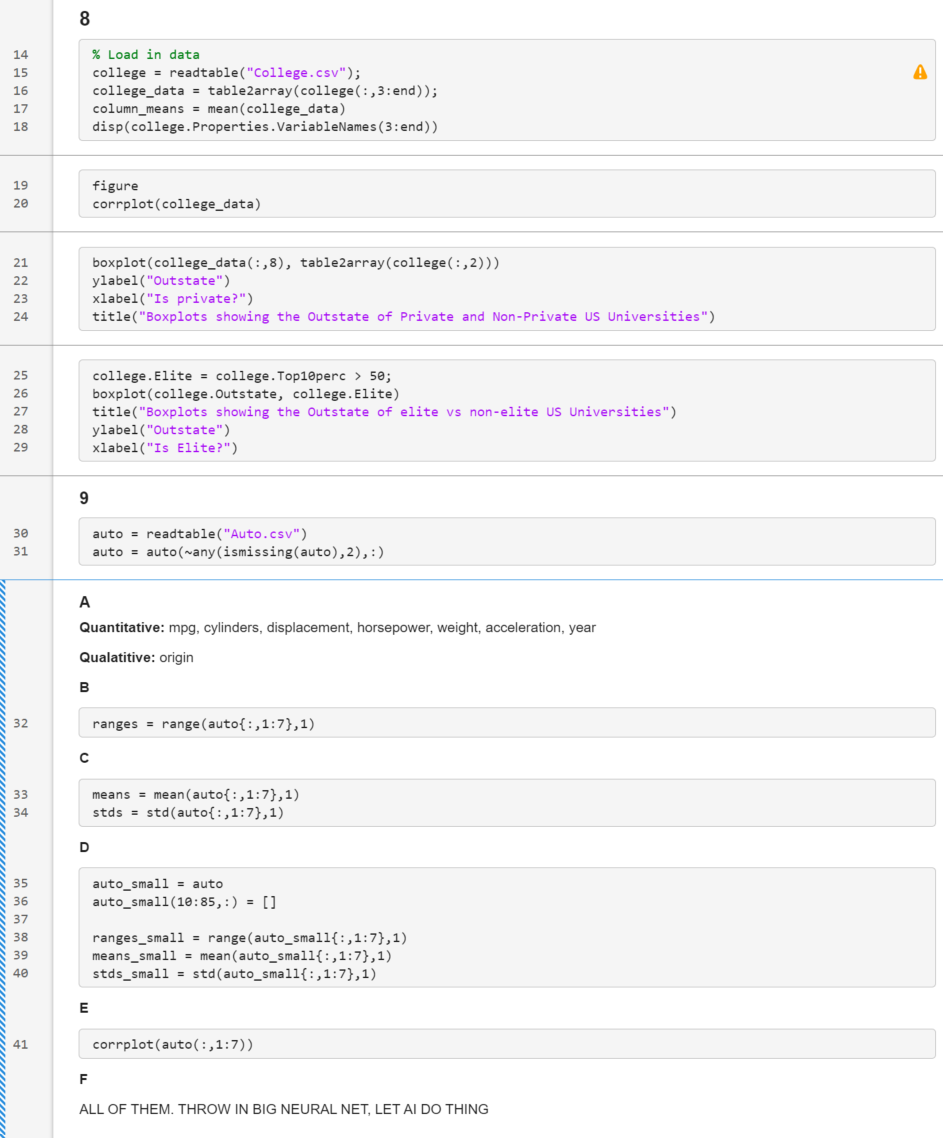 8
14 % Load in data
15 college = readtable("College.csv");
16 college_data = table2array(college(:,3:end));
17 column_means = mean(college_data)
18 disp(college.Properties.VariableNames(3:end))
19 figure
20 corrplot(college_data)
21 boxplot(college_data(:,8), table2array(college(:,2)))
22 ylabel("Outstate")
23 xlabel("Is private?")
24 title("Boxplots showing the Outstate of Private and Non-Private US Universities")
25 college.Elite = college.Top10perc > 50;
26 boxplot(college.Outstate, college.Elite)
27 title("Boxplots showing the Outstate of elite vs non-elite US Universities")
28 ylabel("Outstate")
29 xlabel("Is Elite?")
9
30 auto = readtable("Auto.csv")
31 auto = auto(~any(ismissing(auto),2),:)
A
Quantitative: mpg, cylinders, displacement, horsepower, weight, acceleration, year
Qualatitive: origin
B
32 ranges = range(auto{:,1:7},1)
C
33 means = mean(auto{:,1:7},1)
34 stds = std(auto{:,1:7},1)
D
35 auto_small = auto
36 auto_small(10:85,:) = []
37
38 ranges_small = range(auto_small{:,1:7},1)
39 means_small = mean(auto_small{:,1:7},1)
40 stds_small = std(auto_small{:,1:7},1)
E
41 corrplot(auto(:,1:7))
F
ALL OF THEM. THROW IN BIG NEURAL NET, LET AI DO THING